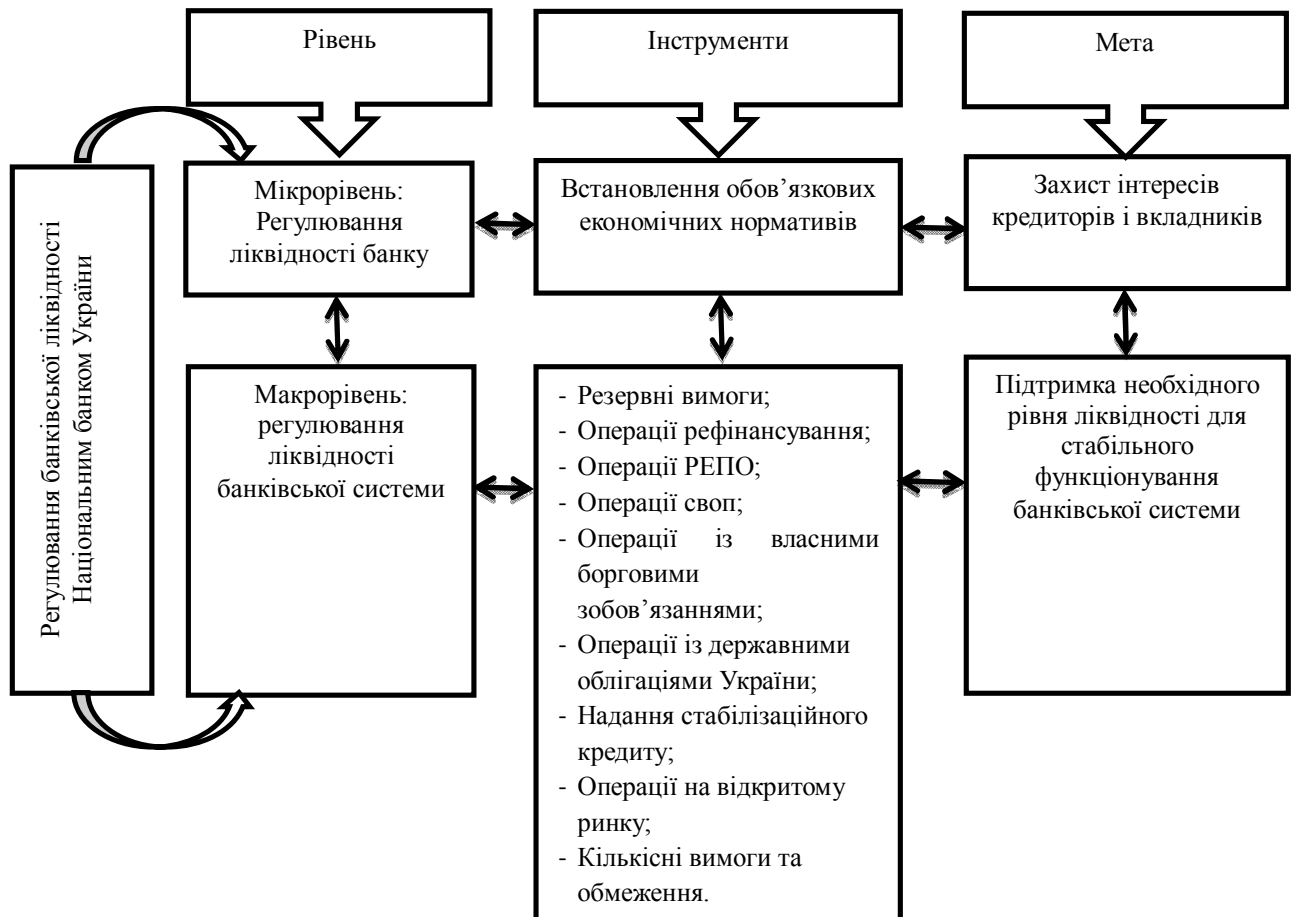 Рівень
Інструменти
Мета
Регулювання банківської ліквідності
Національним банком України
Мікрорівень:
Регулювання
ліквідності банку
Встановлення обов’язкових
економічних нормативів
Захист інтересів
кредиторів і вкладників
Макрорівень:
регулювання
ліквідності
банківської системи
- Резервні вимоги;
- Операції рефінансування;
- Операції РЕПО;
- Операції своп;
- Операції із власними
борговими
зобов’язаннями;
- Операції із державними
облігаціями України;
- Надання стабілізаційного
кредиту;
- Операції на відкритому
ринку;
- Кількісні вимоги та
обмеження.
Підтримка необхідного
рівня ліквідності для
стабільного
функціонування
банківської системи